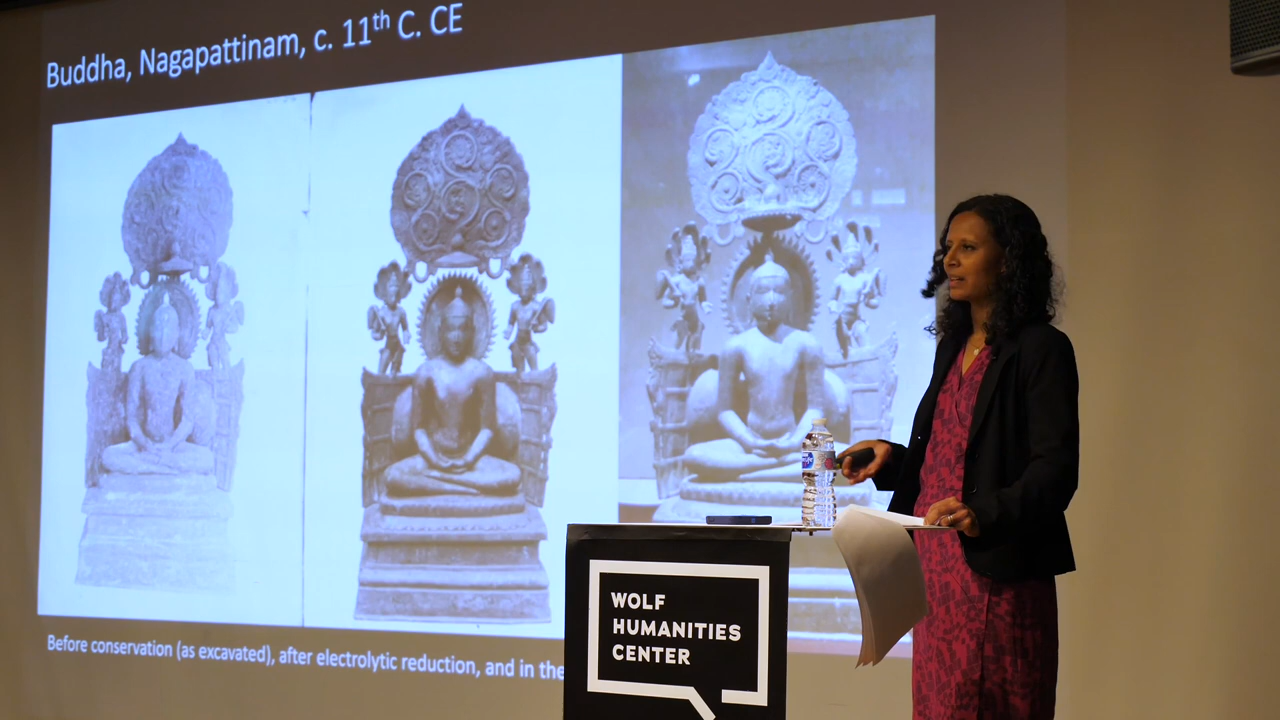 Buddha, Nagapattinam, c. 11th C. CE
Before conservation (as excavated), after electrolytic reduction, and in the
WOLF
HUMANITIES
CENTER